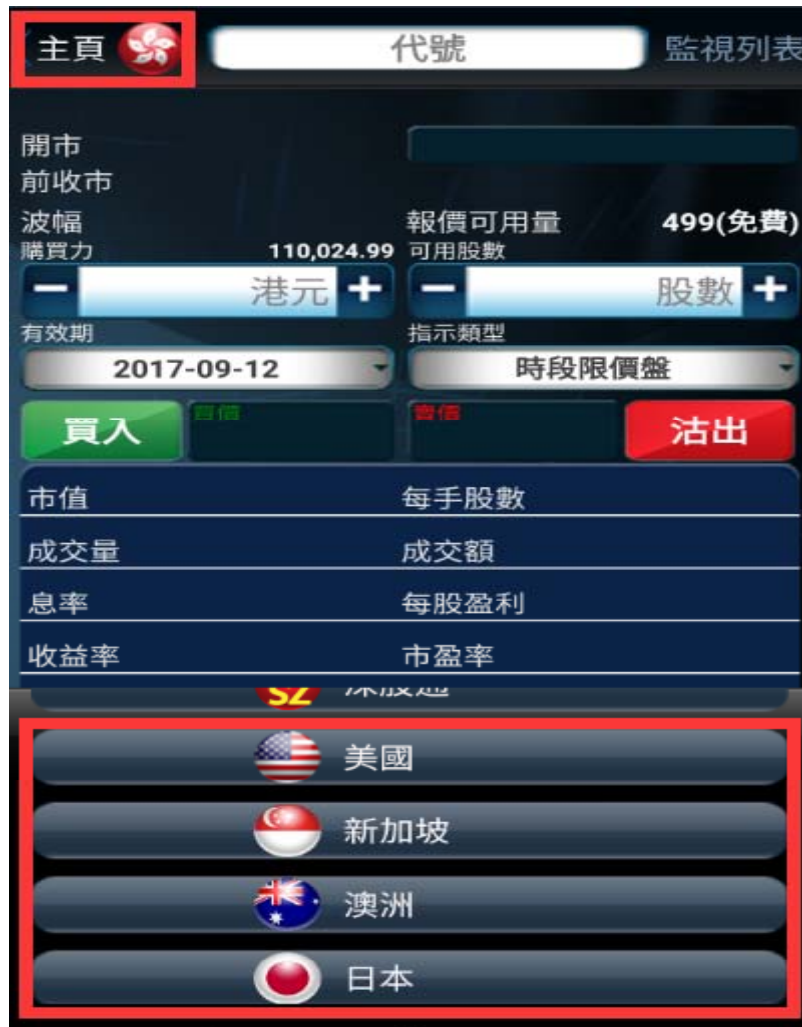 主頁 代號 監視列表
開市
前收市
波幅 報價可用量 499(免費)
購買力 110,024.99 可用股數
− 港元 + − 股數 +
有效期 指示類型
2017-09-12 時段限價盤
買入 買價 賣價 沽出
市值 每手股數
成交量 成交額
息率 每股盈利
收益率 市盈率
SZ 深股通
美國
新加坡
澳洲
日本